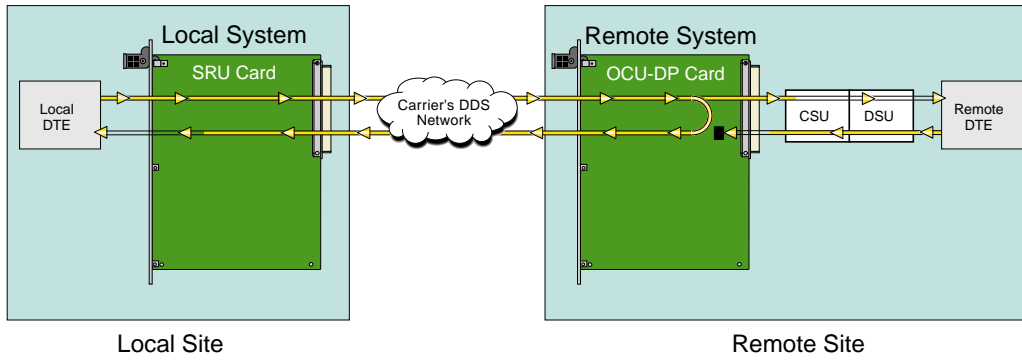 Local System
Remote System
SRU Card
OCU-DP Card
Local
DTE
Carrier's DDS
Network
CSU
DSU
Remote
DTE
Local Site
Remote Site